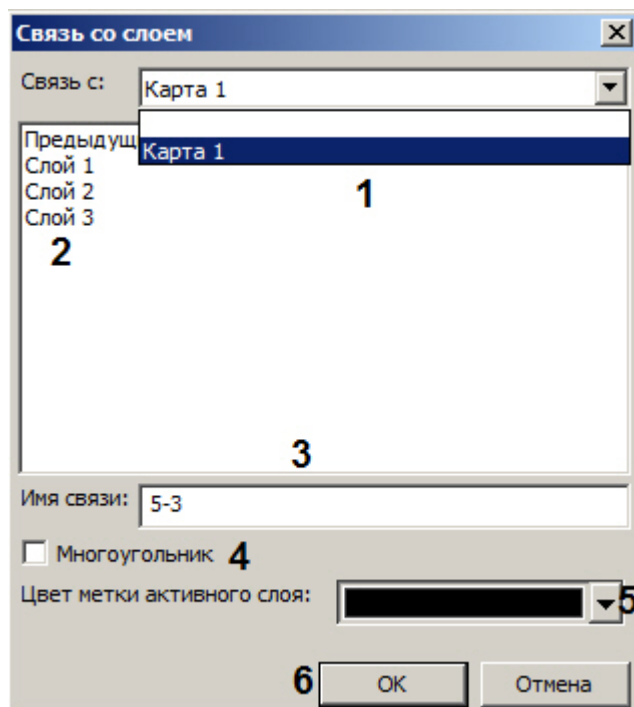 Связь со слоем
Связь с: Карта 1
Предыдущ
Карта 1
Слой 1
1
Слой 2
Слой 3
2
3
Имя связи: 5-3
Многоугольник 4
Цвет метки активного слоя: 5
6 ОК Отмена